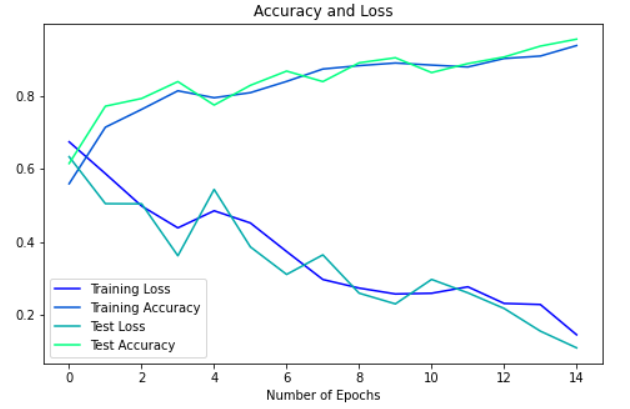 Accuracy and Loss
0.8
0.6
0.4
0.2
Training Loss
Training Accuracy
Test Loss
Test Accuracy
0 2 4 6 8 10 12 14
Number of Epochs